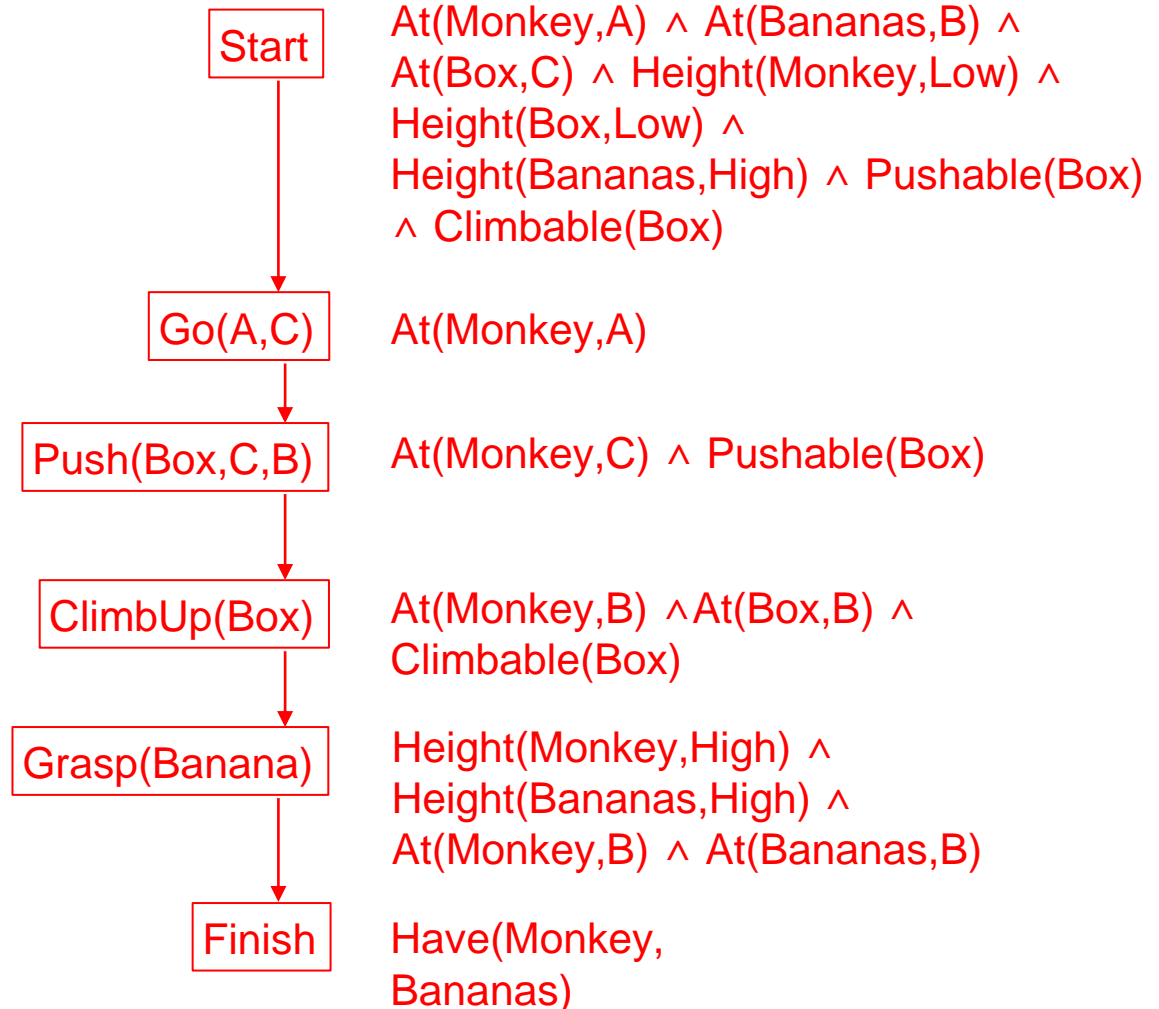 Start
At(Monkey,A) ∧ At(Bananas,B) ∧
At(Box,C) ∧ Height(Monkey,Low) ∧
Height(Box,Low) ∧
Height(Bananas,High) ∧ Pushable(Box)
∧ Climbable(Box)
Go(A,C)
At(Monkey,A)
Push(Box,C,B)
At(Monkey,C) ∧ Pushable(Box)
ClimbUp(Box)
At(Monkey,B) ∧At(Box,B) ∧
Climbable(Box)
Grasp(Banana)
Height(Monkey,High) ∧
Height(Bananas,High) ∧
At(Monkey,B) ∧ At(Bananas,B)
Finish
Have(Monkey,
Bananas)